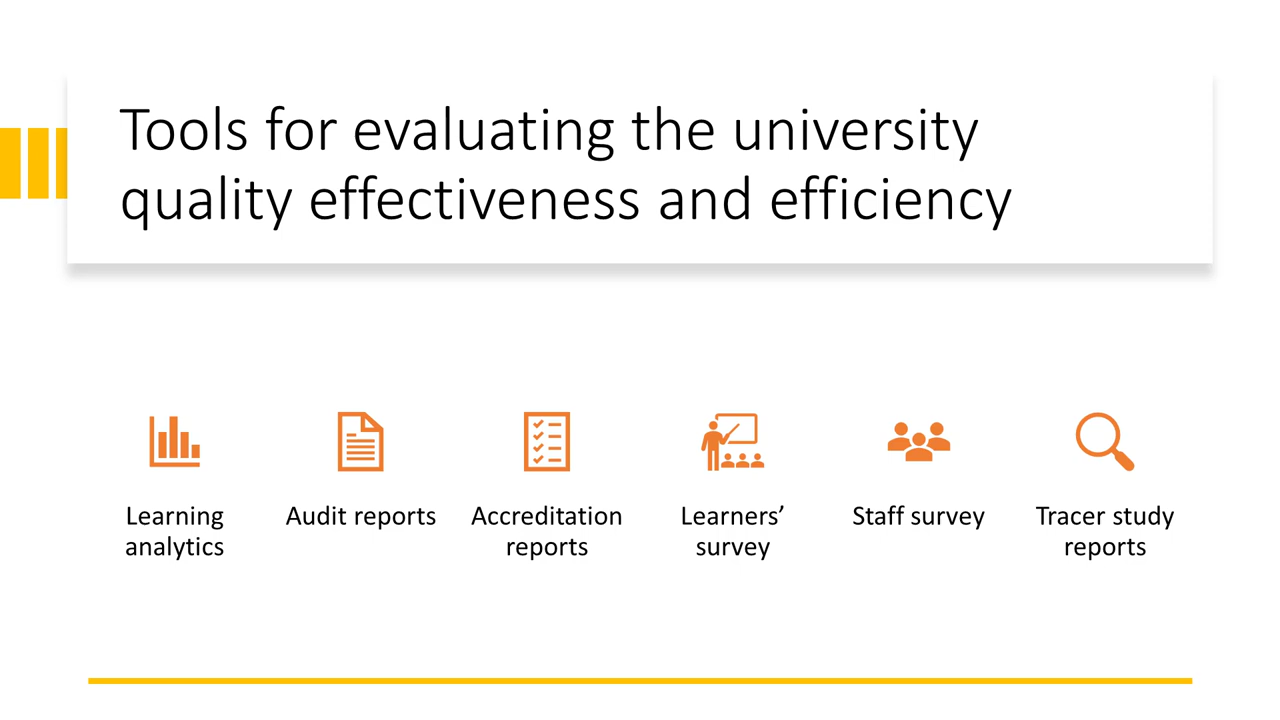 Tools for evaluating the university
quality effectiveness and efficiency
Learning
analytics
Audit reports
Accreditation
reports
Learners’
survey
Staff survey
Tracer study
reports